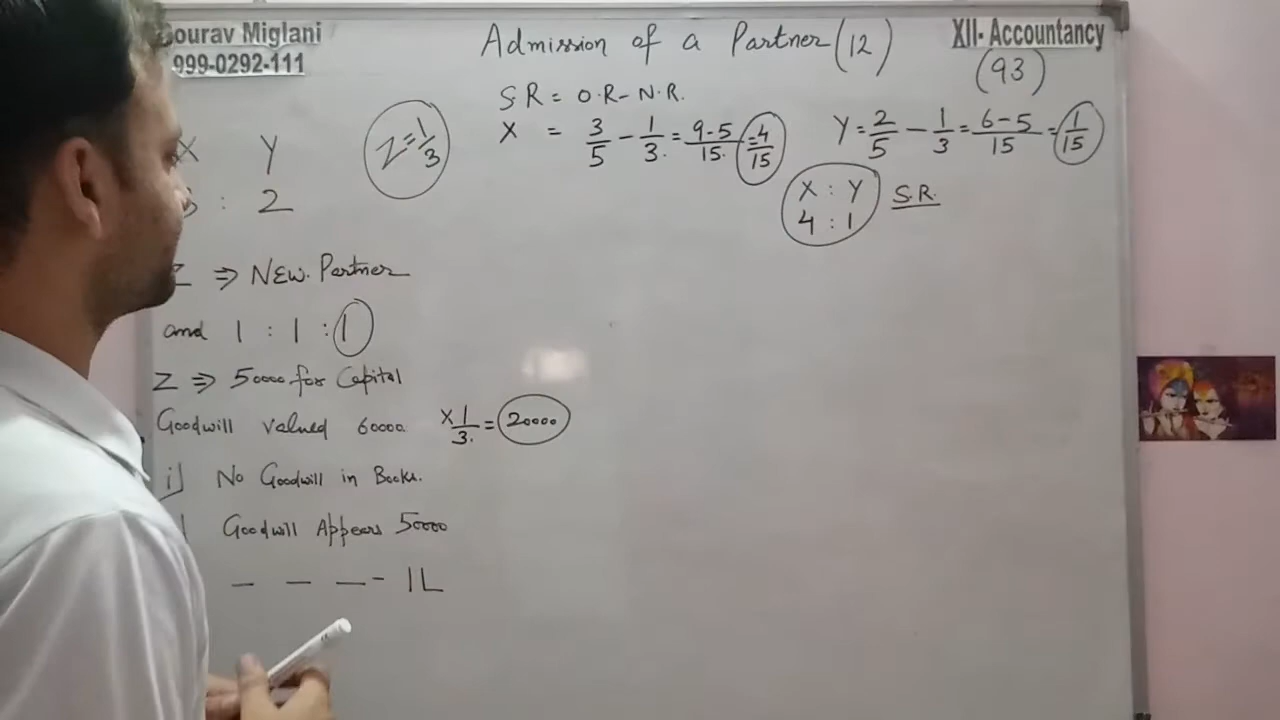 Sourav Miglani
999-0292-111
Admission of a Partner (12)
XII- Accountancy
(93)
S.R = O.R - N.R.
X = 3/5 - 1/3 = 9-5/15 = 4/15
Y = 2/5 - 1/3 = 6-5/15 = 1/15
X : Y S.R.
4 : 1
X Y
: 2
Z = 1/3
Z ⇒ NEW. Partner
and 1 : 1 : 1
Z ⇒ 50000 for Capital
Goodwill valued 60000 x 1/3 = 20000
i) No Goodwill in Books.
Goodwill Appears 50000
— — — - 1L